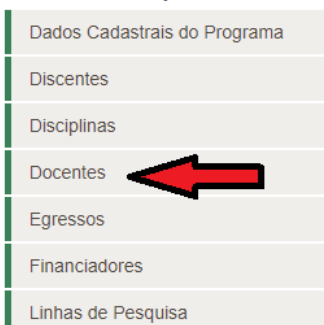 Dados Cadastrais do Programa
Discentes
Disciplinas
Docentes
Egressos
Financiadores
Linhas de Pesquisa